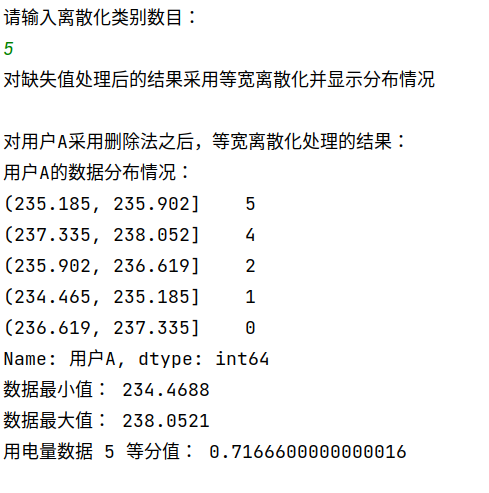 请输入离散化类别数目：
5
对缺失值处理后的结果采用等宽离散化并显示分布情况
对用户A采用删除法之后，等宽离散化处理的结果：
用户A的数据分布情况：
(235.185, 235.902]    5
(237.335, 238.052]    4
(235.902, 236.619]    2
(234.465, 235.185]    1
(236.619, 237.335]    0
Name: 用户A, dtype: int64
数据最小值： 234.4688
数据最大值： 238.0521
用电量数据 5 等分值： 0.7166600000000016